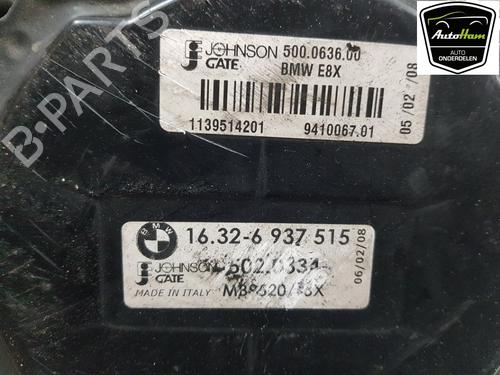 AutoHam
AUTO
ONDERDELEN
JOHNSON
GATE
500.0636.00
BMW E8X
1139514201
9410067.01
05/02/08
BMW
16.32-6 937 515
JOHNSON
GATE
MADE IN ITALY
06/02/08
B-Parts